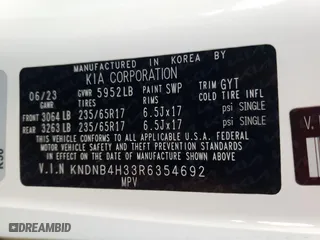 MANUFACTURED IN KOREA BY
KIA CORPORATION
06/23 GVWR 5952LB PAINT SWP TRIM GYT
GAWR TIRES RIMS COLD TIRE INFL
FRONT 3064 LB 235/65R17 6.5Jx17 psi SINGLE
REAR 3263 LB 235/65R17 6.5Jx17 psi SINGLE
THIS VEHICLE CONFORMS TO ALL APPLICABLE U.S.A. FEDERAL
MOTOR VEHICLE SAFETY STANDARDS IN EFFECT ON
THE DATE OF MANUFACTURE SHOWN ABOVE.
V.I.N KNDNB4H33R6354692
MPV
V. I.
DREAMBID